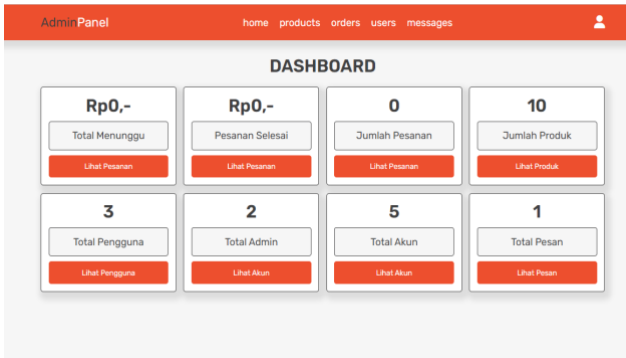 AdminPanel
home products orders users messages
DASHBOARD
Rp0,-
Total Menunggu
Lihat Pesanan
Rp0,-
Pesanan Selesai
Lihat Pesanan
0
Jumlah Pesanan
Lihat Pesanan
10
Jumlah Produk
Lihat Produk
3
Total Pengguna
Lihat Pengguna
2
Total Admin
Lihat Akun
5
Total Akun
Lihat Akun
1
Total Pesan
Lihat Pesan